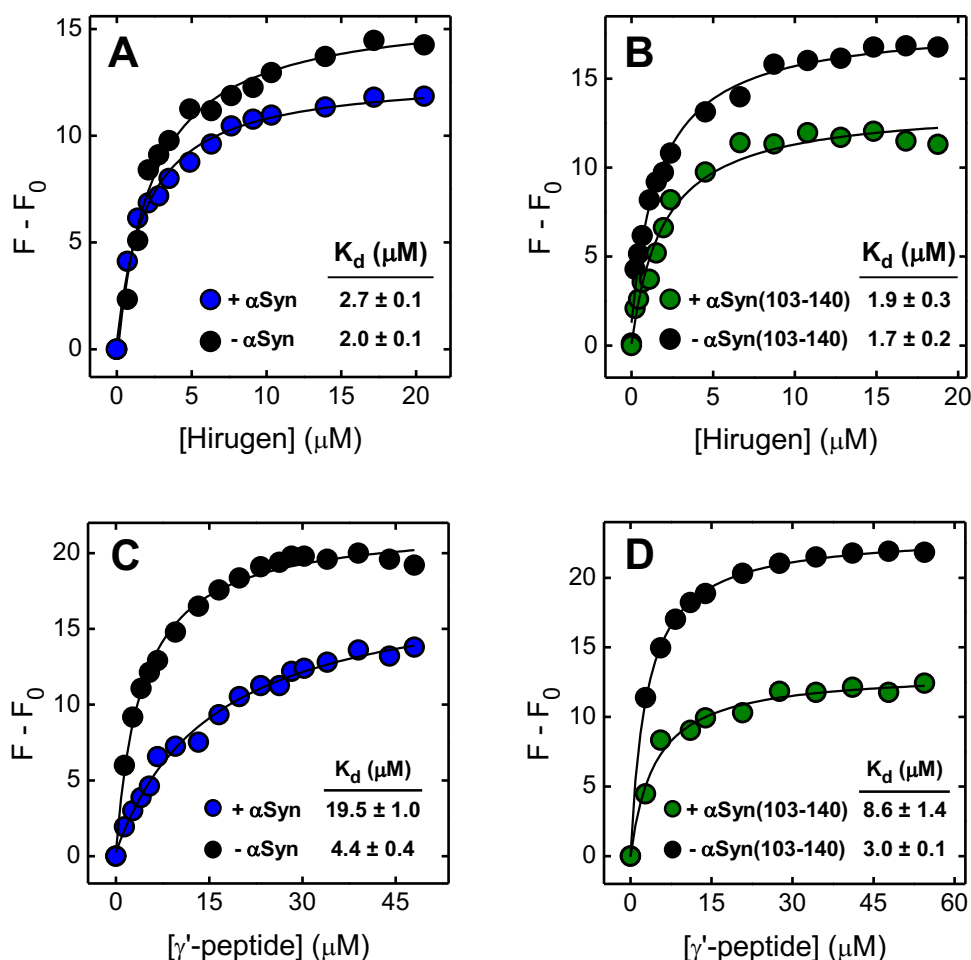 A
15
10
5
0
F - F0
Kd (μM)
+ αSyn 2.7 ± 0.1
- αSyn 2.0 ± 0.1
0 5 10 15 20
[Hirugen] (μM)
B
15
10
5
0
F - F0
Kd (μM)
+ αSyn(103-140) 1.9 ± 0.3
- αSyn(103-140) 1.7 ± 0.2
0 5 10 15 20
[Hirugen] (μM)
C
20
15
10
5
0
F - F0
Kd (μM)
+ αSyn 19.5 ± 1.0
- αSyn 4.4 ± 0.4
0 15 30 45
[γ'-peptide] (μM)
D
20
15
10
5
0
F - F0
Kd (μM)
+ αSyn(103-140) 8.6 ± 1.4
- αSyn(103-140) 3.0 ± 0.1
0 15 30 45 60
[γ'-peptide] (μM)